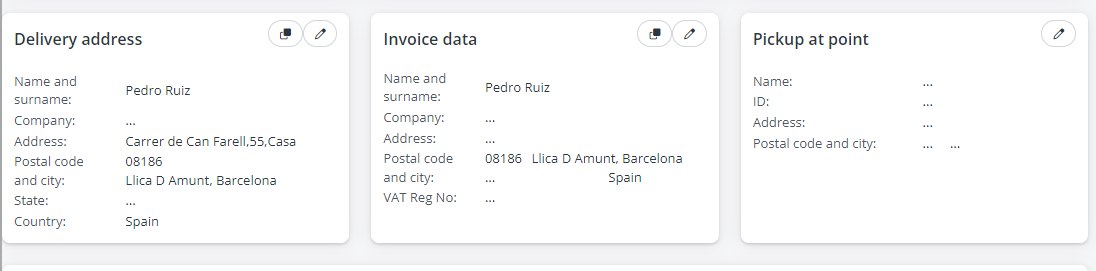 Delivery address
Name and
surname:
Pedro Ruiz
Company:
...
Address:
Carrer de Can Farell,55,Casa
Postal code
and city:
08186
Llica D Amunt, Barcelona
State:
...
Country:
Spain
Invoice data
Name and
surname:
Pedro Ruiz
Company:
...
Address:
...
Postal code
and city:
08186 Llica D Amunt, Barcelona
... Spain
VAT Reg No:
...
Pickup at point
Name:
...
ID:
...
Address:
...
Postal code and city:
... ...